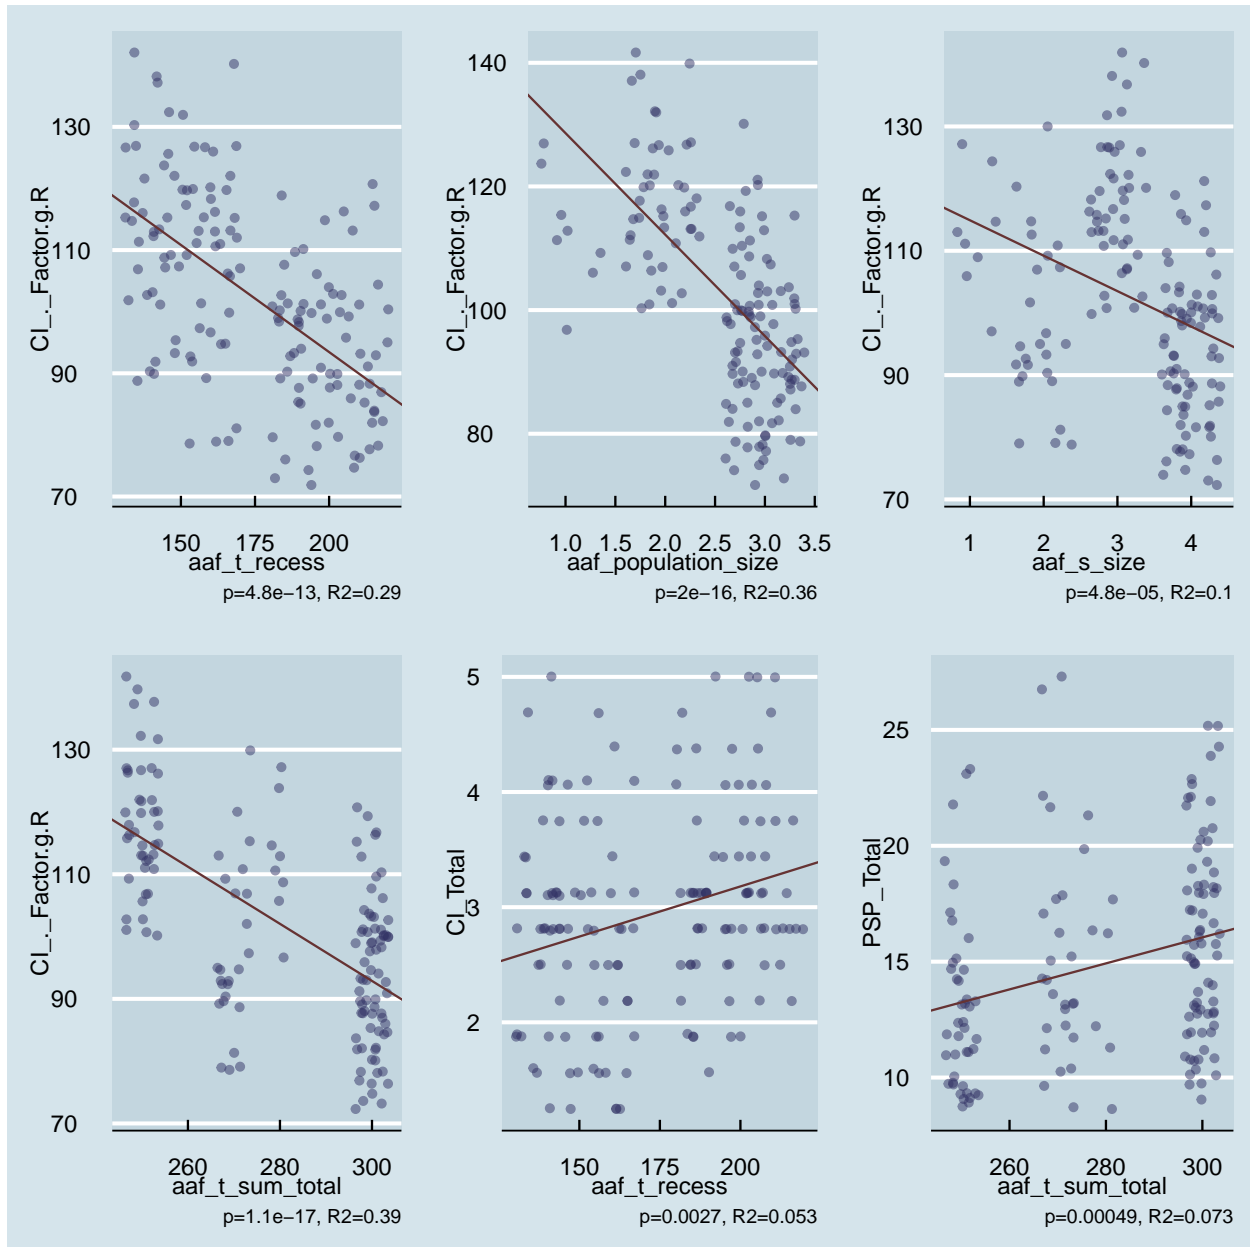 CI_._Factor.g.R
130
110
90
70
150 175 200
aaf_t_recess
p=4.8e−13, R2=0.29
CI_._Factor.g.R
140
120
100
80
1.0 1.5 2.0 2.5 3.0 3.5
aaf_population_size
p=2e−16, R2=0.36
CI_._Factor.g.R
130
110
90
70
1 2 3 4
aaf_s_size
p=4.8e−05, R2=0.1
CI_._Factor.g.R
130
110
90
70
260 280 300
aaf_t_sum_total
p=1.1e−17, R2=0.39
CI_Total
5
4
3
2
150 175 200
aaf_t_recess
p=0.0027, R2=0.053
PSP_Total
25
20
15
10
260 280 300
aaf_t_sum_total
p=0.00049, R2=0.073